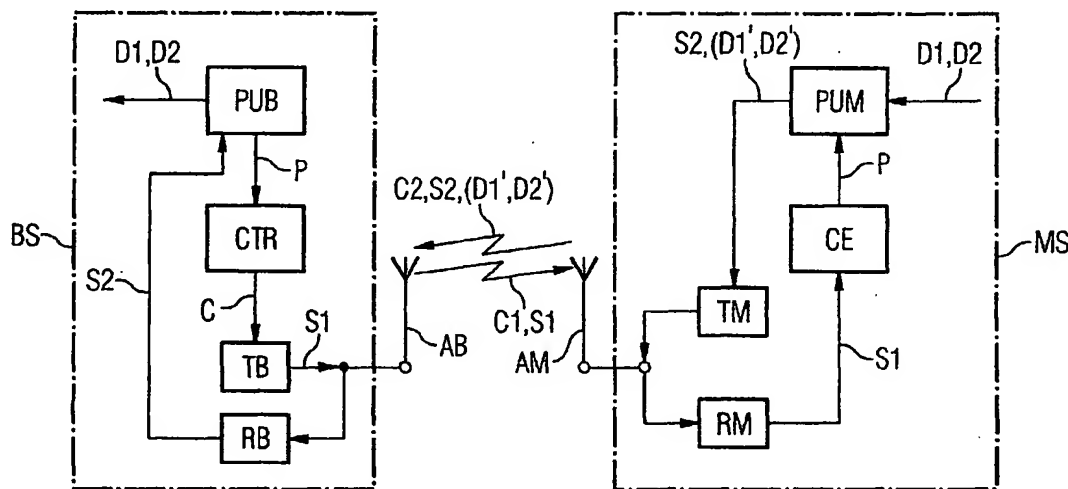 D1,D2
PUB
P
CTR
BS
S2
C
TB
S1
RB
C2,S2,(D1',D2')
C1,S1
AB
AM
S2,(D1',D2')
D1,D2
PUM
P
CE
MS
TM
S1
RM